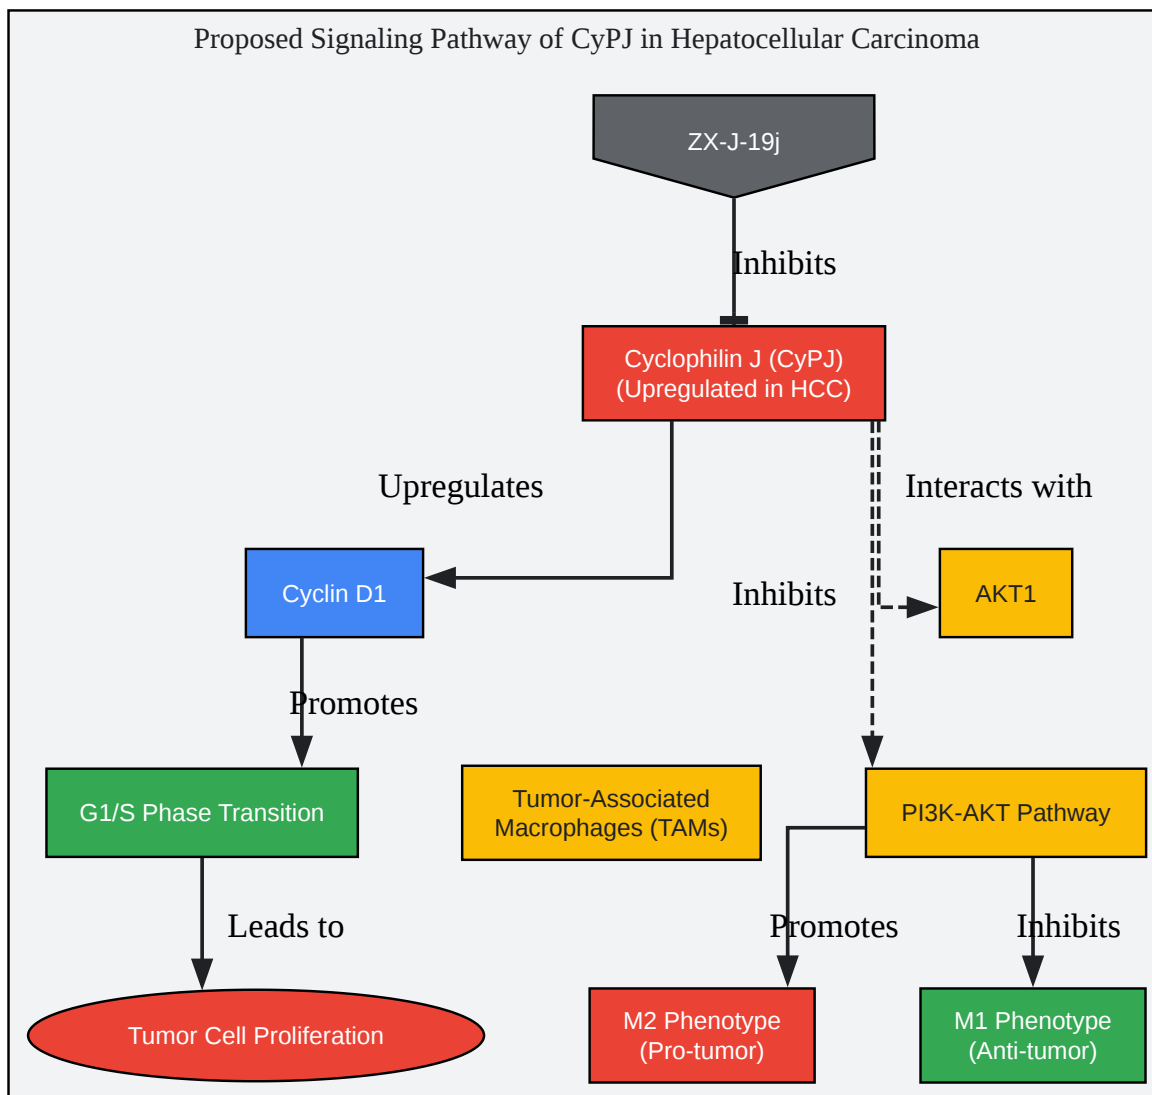 Proposed Signaling Pathway of CyPJ in Hepatocellular Carcinoma
ZX-J-19j
Inhibits
Cyclophilin J (CyPJ)
(Upregulated in HCC)
Upregulates
Interacts with
Cyclin D1
Inhibits
AKT1
Promotes
G1/S Phase Transition
Tumor-Associated
Macrophages (TAMs)
PI3K-AKT Pathway
Leads to
Promotes
Inhibits
Tumor Cell Proliferation
M2 Phenotype
(Pro-tumor)
M1 Phenotype
(Anti-tumor)